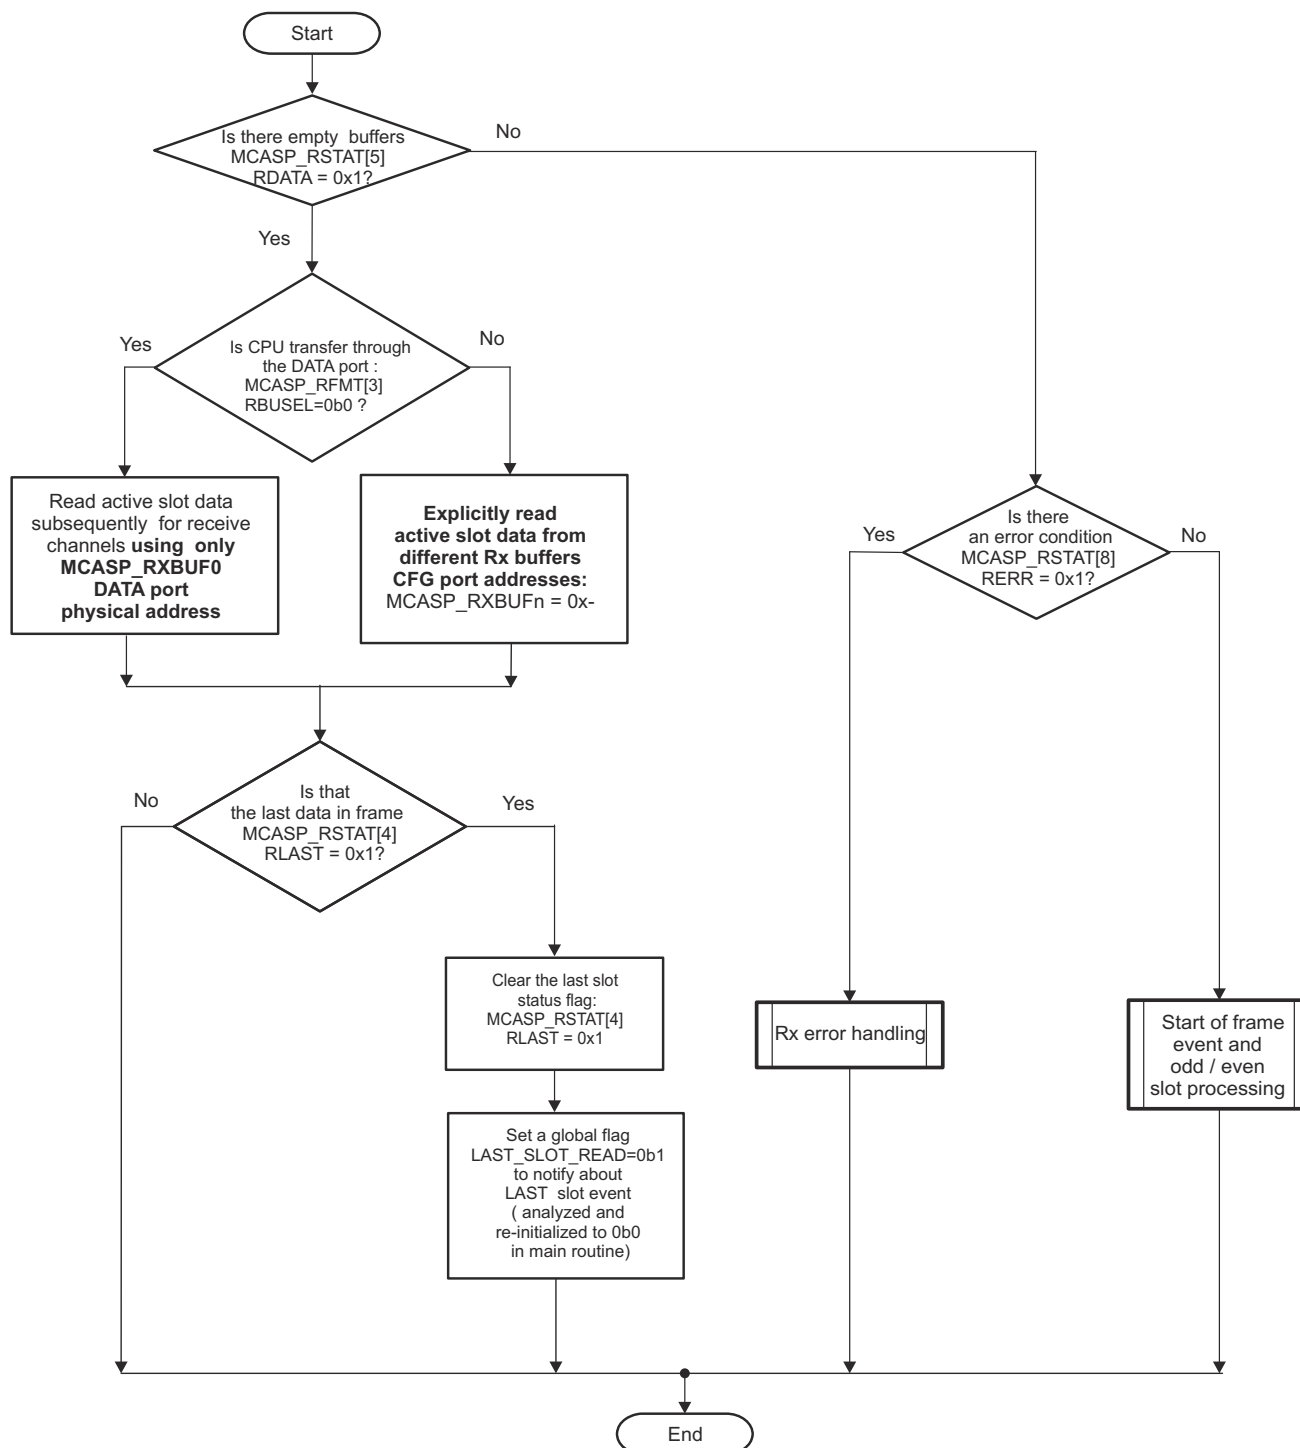 Start
Is there empty buffers
MCASP_RSTAT[5]
RDATA = 0x1?
No
Yes
Is CPU transfer through
the DATA port :
MCASP_RFMT[3]
RBUSEL=0b0 ?
Yes
No
Read active slot data
subsequently for receive
channels using only
MCASP_RXBUF0
DATA port
physical address
Explicitly read
active slot data from
different Rx buffers
CFG port addresses:
MCASP_RXBUFn = 0x-
Is there
an error condition
MCASP_RSTAT[8]
RERR = 0x1?
Yes
No
Is that
the last data in frame
MCASP_RSTAT[4]
RLAST = 0x1?
No
Yes
Clear the last slot
status flag:
MCASP_RSTAT[4]
RLAST = 0x1
Rx error handling
Start of frame
event and
odd / even
slot processing
Set a global flag
LAST_SLOT_READ=0b1
to notify about
LAST slot event
( analyzed and
re-initialized to 0b0
in main routine)
End